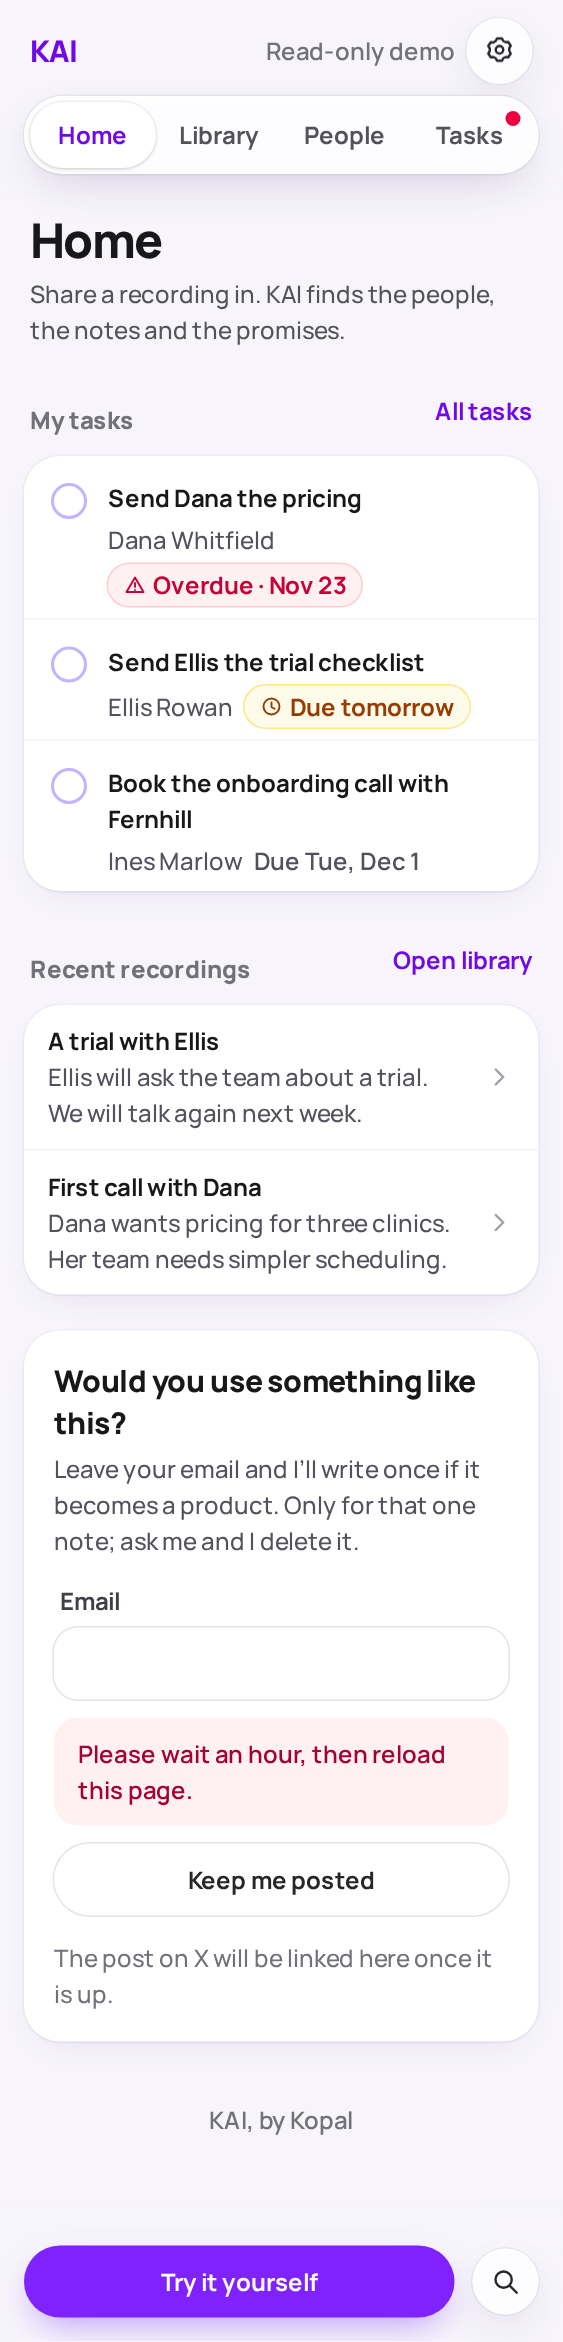 KAI
Read-only demo
Home
Library
People
Tasks
Home
Share a recording in. KAI finds the people,
the notes and the promises.
My tasks
All tasks
Send Dana the pricing
Dana Whitfield
Overdue · Nov 23
Send Ellis the trial checklist
Ellis Rowan
Due tomorrow
Book the onboarding call with
Fernhill
Ines Marlow Due Tue, Dec 1
Recent recordings
Open library
A trial with Ellis
Ellis will ask the team about a trial.
We will talk again next week.
First call with Dana
Dana wants pricing for three clinics.
Her team needs simpler scheduling.
Would you use something like
this?
Leave your email and I’ll write once if it
becomes a product. Only for that one
note; ask me and I delete it.
Email
Please wait an hour, then reload
this page.
Keep me posted
The post on X will be linked here once it
is up.
KAI, by Kopal
Try it yourself